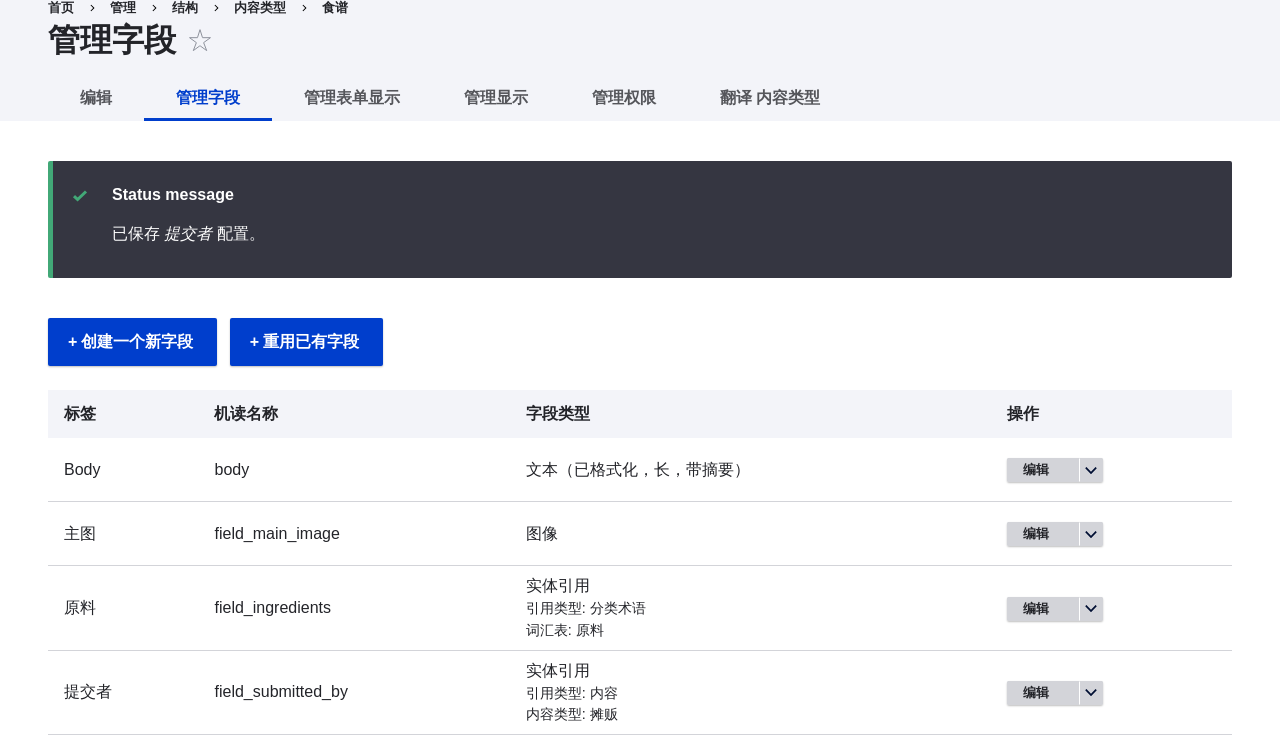 首页 › 管理 › 结构 › 内容类型 › 食谱
管理字段 ☆
编辑 管理字段 管理表单显示 管理显示 管理权限 翻译 内容类型
Status message
已保存 提交者 配置。
+ 创建一个新字段 + 重用已有字段
标签 机读名称 字段类型 操作
Body body 文本（已格式化，长，带摘要） 编辑
主图 field_main_image 图像 编辑
实体引用
原料 field_ingredients 引用类型: 分类术语 编辑
词汇表: 原料
实体引用
提交者 field_submitted_by 引用类型: 内容 编辑
内容类型: 摊贩